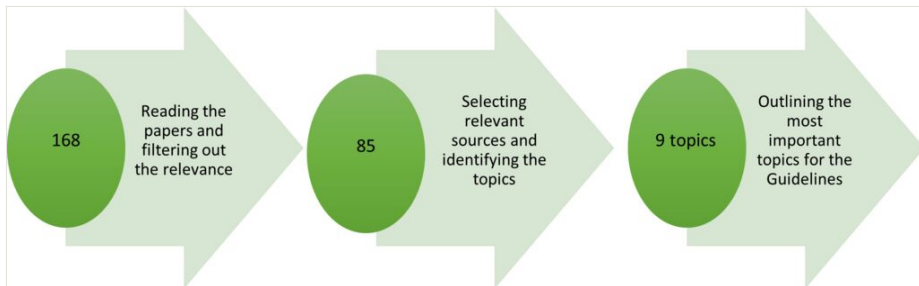 168
Reading the
papers and
filtering out
the relevance
85
Selecting
relevant
sources and
identifying the
topics
9 topics
Outlining the
most
important
topics for the
Guidelines